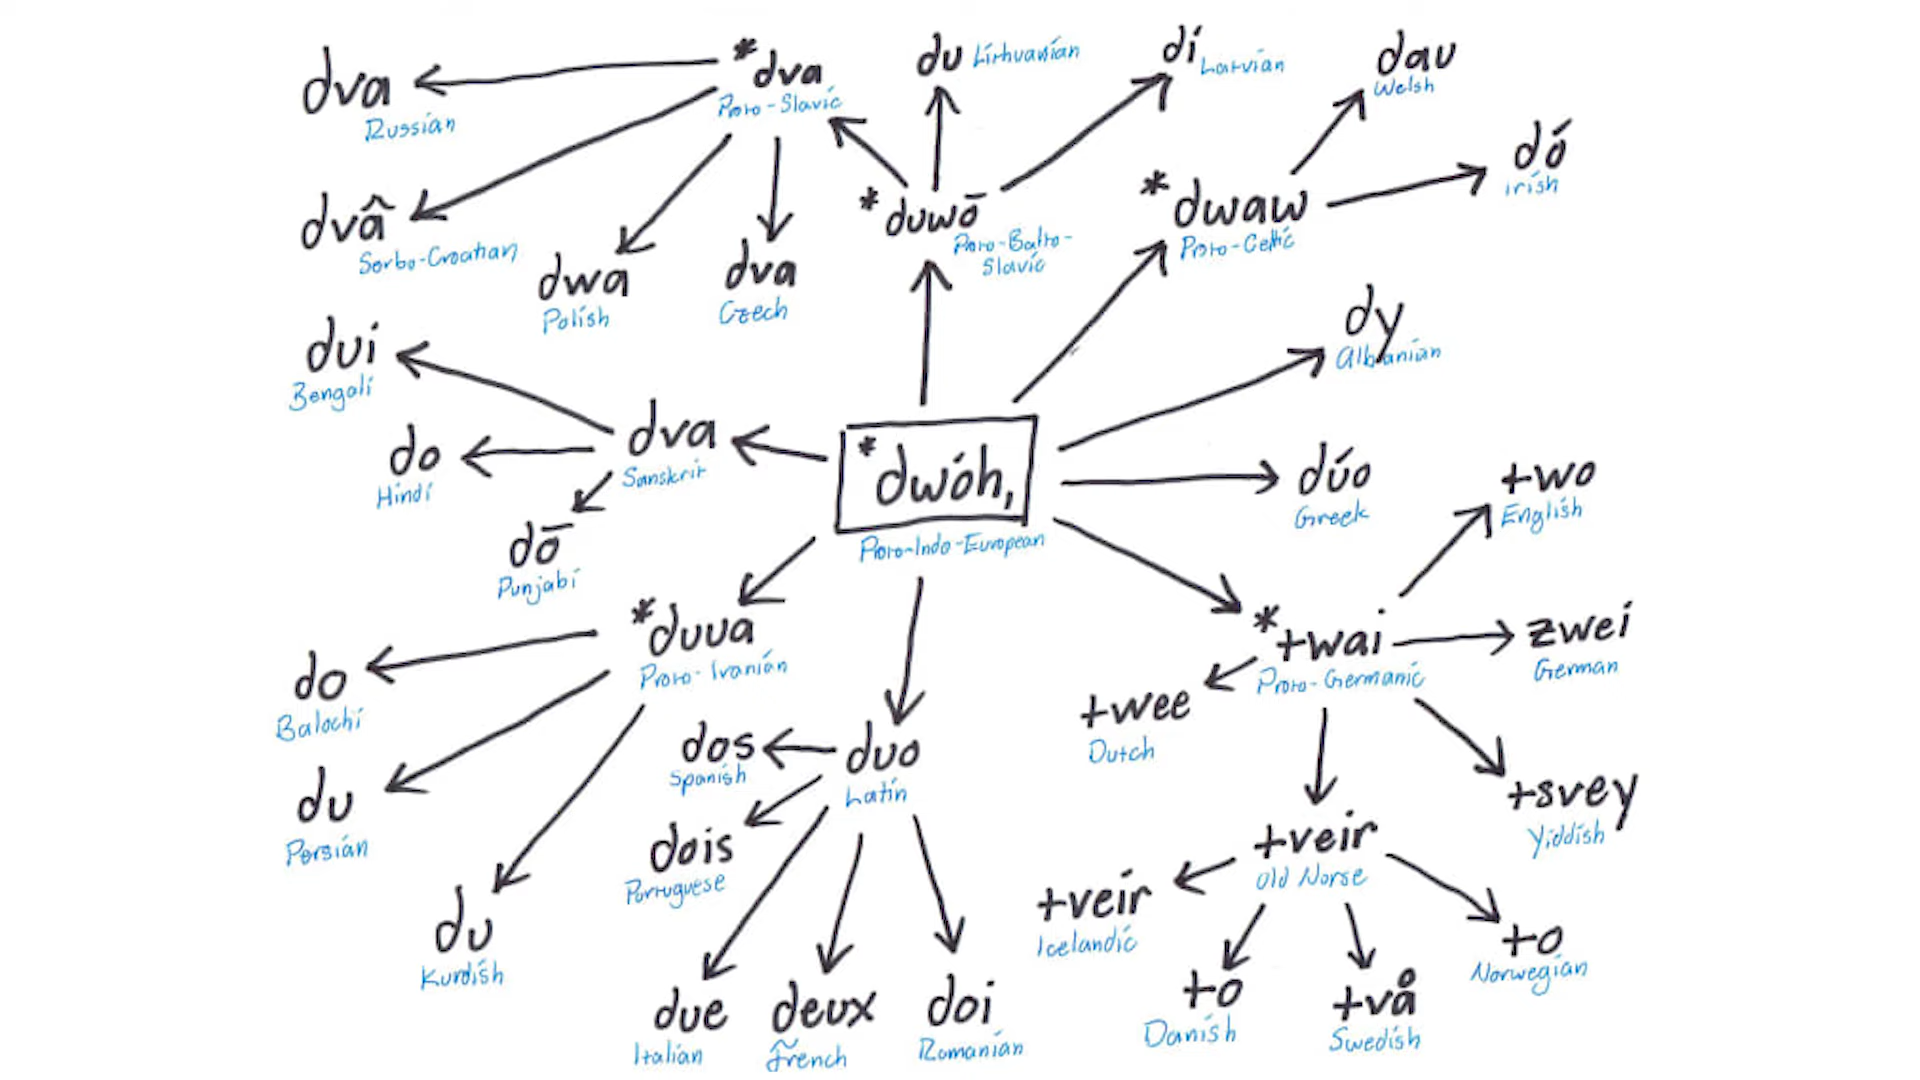 *dva
Proto-Slavic
dva
Russian
dvâ
Serbo-Croatian
dwa
Polish
dva
Czech
du Lithuanian
dí Latvian
*duwō
Proto-Balto-
Slavic
dau
Welsh
dó
irish
*dwaw
Proto-Celtic
dy
Albanian
dúo
Greek
*dwóh₁
Proto-Indo-European
dva
Sanskrit
dui
Bengali
do
Hindi
dō
Punjabi
*duua
Proto-Iranian
do
Balochi
du
Persian
du
Kurdish
duo
Latin
dos
Spanish
dois
Portuguese
due
Italian
deux
French
doi
Romanian
*twai
Proto-Germanic
two
English
zwei
German
twee
Dutch
tsvey
Yiddish
tveir
Old Norse
tveir
Icelandic
to
Danish
två
Swedish
to
Norwegian